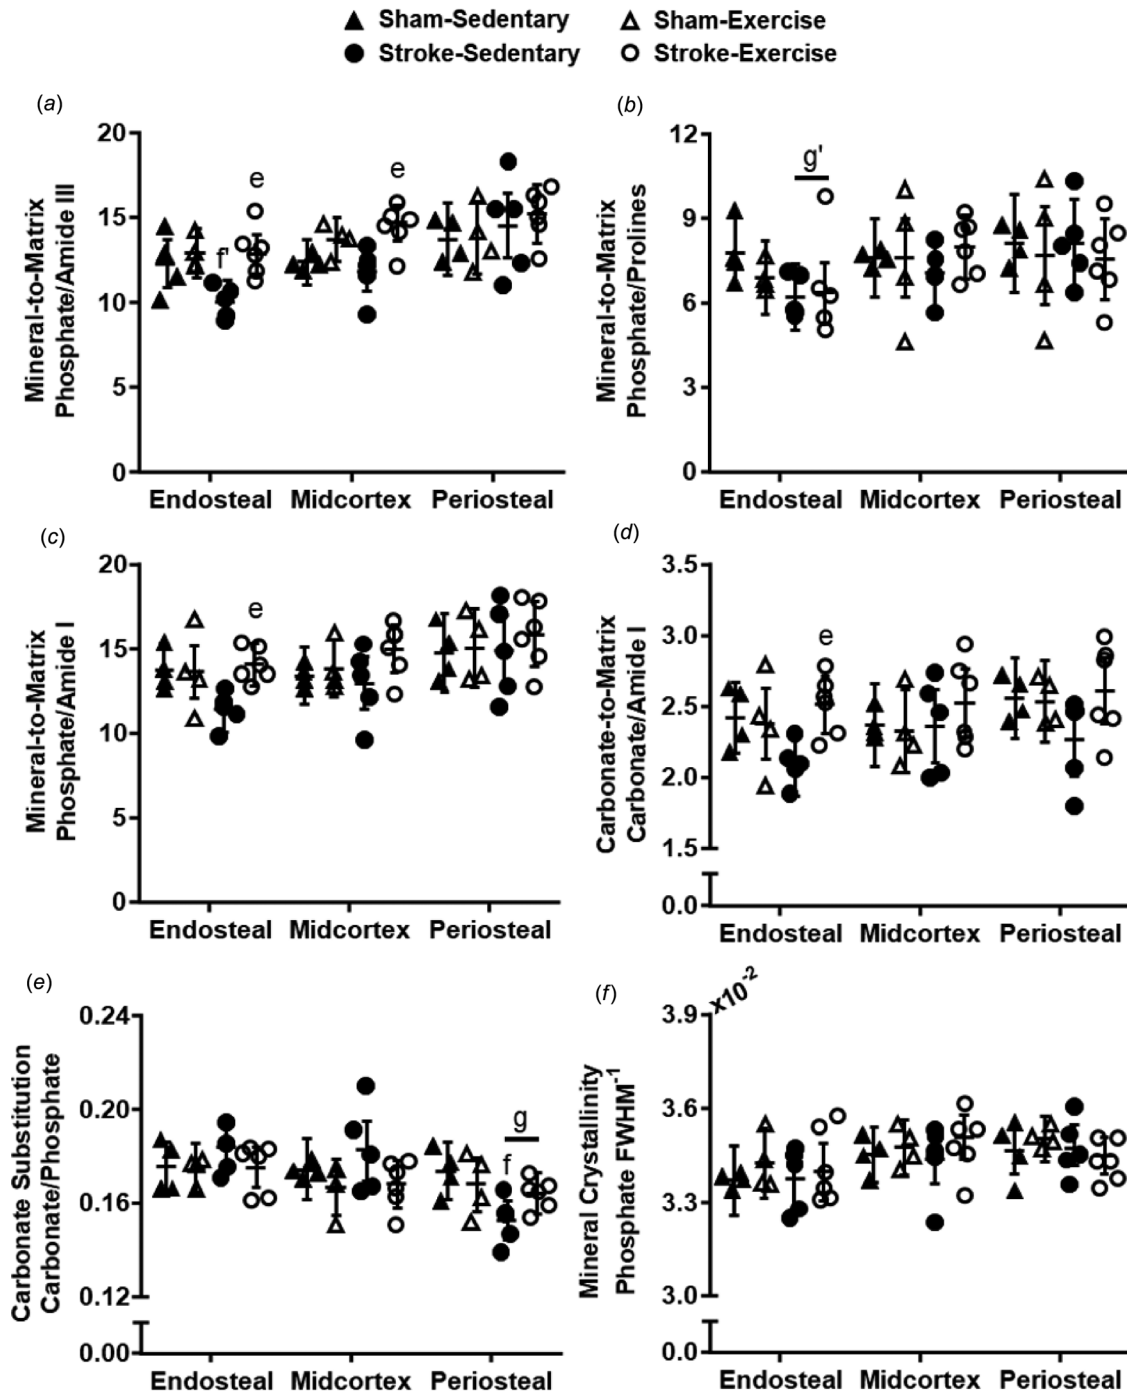 Sham-Sedentary Sham-Exercise
Stroke-Sedentary Stroke-Exercise
(a)
Mineral-to-Matrix
Phosphate/Amide III
20
15
10
5
0
e
f
e
Endosteal Midcortex Periosteal
(b)
Mineral-to-Matrix
Phosphate/Prolines
12
9
6
3
0
g'
Endosteal Midcortex Periosteal
(c)
Mineral-to-Matrix
Phosphate/Amide I
20
15
10
5
0
e
Endosteal Midcortex Periosteal
(d)
Carbonate-to-Matrix
Carbonate/Amide I
3.5
3.0
2.5
2.0
1.5
0.0
e
Endosteal Midcortex Periosteal
(e)
Carbonate Substitution
Carbonate/Phosphate
0.24
0.20
0.16
0.12
0.00
g
f
Endosteal Midcortex Periosteal
(f)
x10-2
Mineral Crystallinity
Phosphate FWHM-1
3.9
3.6
3.3
3.0
0.0
Endosteal Midcortex Periosteal